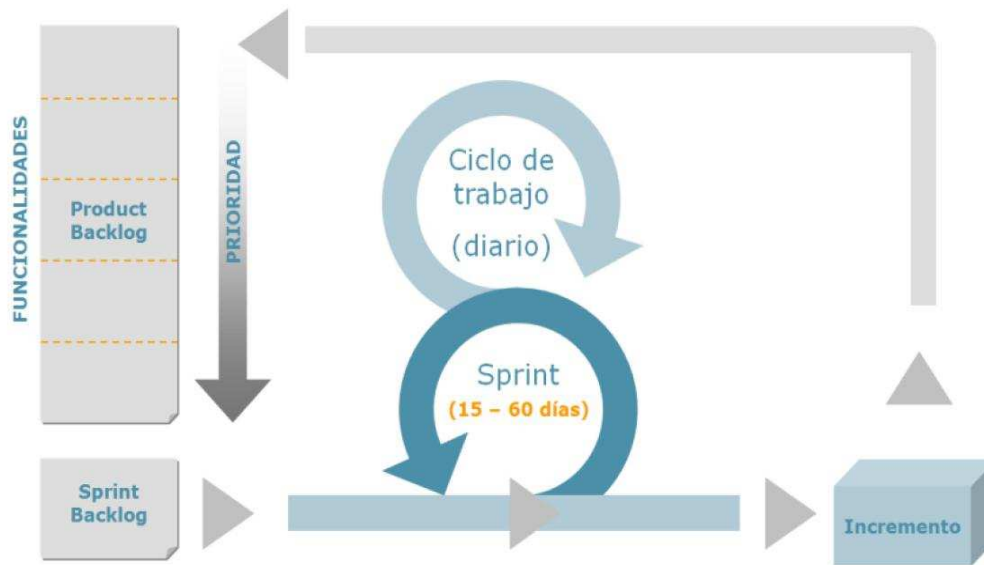 FUNCIONALIDADES
Product
Backlog
PRIORIDAD
Ciclo de
trabajo
(diario)
Sprint
(15 – 60 días)
Sprint
Backlog
Incremento